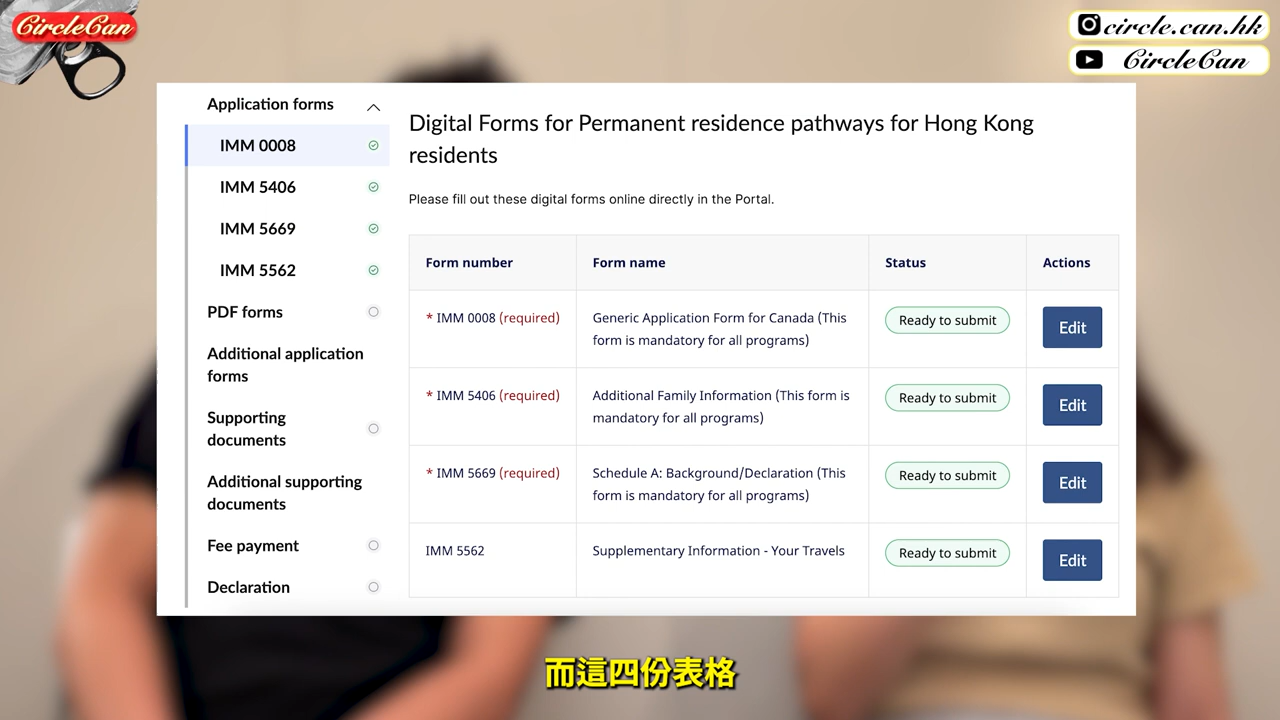 CircleCan
circle.can.hk
CircleCan
Application forms
IMM 0008
IMM 5406
IMM 5669
IMM 5562
PDF forms
Additional application
forms
Supporting
documents
Additional supporting
documents
Fee payment
Declaration
Digital Forms for Permanent residence pathways for Hong Kong
residents
Please fill out these digital forms online directly in the Portal.
Form number Form name Status Actions
* IMM 0008 (required) Generic Application Form for Canada (This Ready to submit Edit
form is mandatory for all programs)
* IMM 5406 (required) Additional Family Information (This form is Ready to submit Edit
mandatory for all programs)
* IMM 5669 (required) Schedule A: Background/Declaration (This Ready to submit Edit
form is mandatory for all programs)
IMM 5562 Supplementary Information - Your Travels Ready to submit Edit
而這四份表格